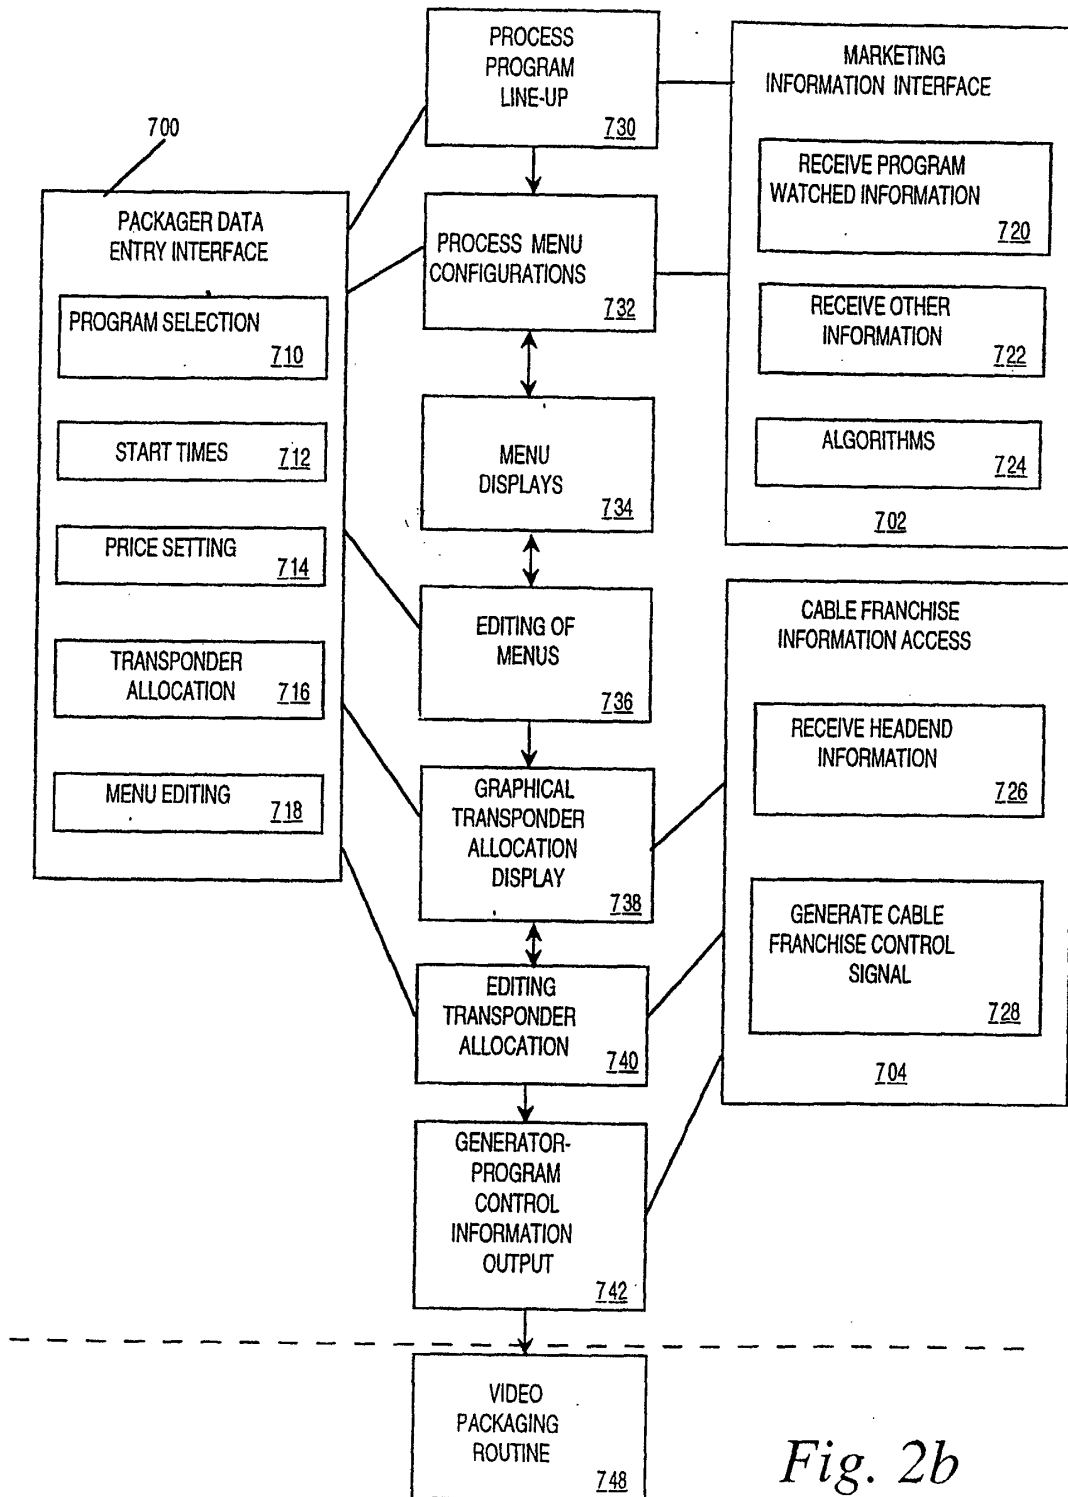 700
PACKAGER DATA
ENTRY INTERFACE
PROGRAM SELECTION
710
START TIMES 712
PRICE SETTING
714
TRANSPONDER
ALLOCATION 716
MENU EDITING 718
PROCESS
PROGRAM
LINE-UP
730
PROCESS MENU
CONFIGURATIONS
732
MENU
DISPLAYS
734
EDITING OF
MENUS
736
GRAPHICAL
TRANSPONDER
ALLOCATION
DISPLAY
738
EDITING
TRANSPONDER
ALLOCATION
740
GENERATOR-
PROGRAM
CONTROL
INFORMATION
OUTPUT
742
VIDEO
PACKAGING
ROUTINE
748
MARKETING
INFORMATION INTERFACE
RECEIVE PROGRAM
WATCHED INFORMATION
720
RECEIVE OTHER
INFORMATION
722
ALGORITHMS
724
702
CABLE FRANCHISE
INFORMATION ACCESS
RECEIVE HEADEND
INFORMATION
726
GENERATE CABLE
FRANCHISE CONTROL
SIGNAL
728
704
Fig. 2b